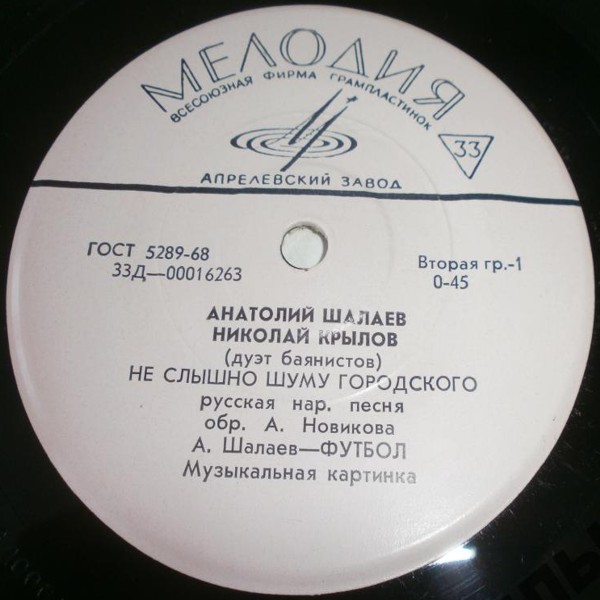 МЕЛОДИЯ
ВСЕСОЮЗНАЯ ФИРМА ГРАМПЛАСТИНОК
33
АПРЕЛЕВСКИЙ ЗАВОД
ГОСТ 5289-68
33Д—00016263
Вторая гр.-1
0-45
АНАТОЛИЙ ШАЛАЕВ
НИКОЛАЙ КРЫЛОВ
(дуэт баянистов)
НЕ СЛЫШНО ШУМУ ГОРОДСКОГО
русская нар. песня
обр. А. Новикова
А. Шалаев—ФУТБОЛ
Музыкальная картинка